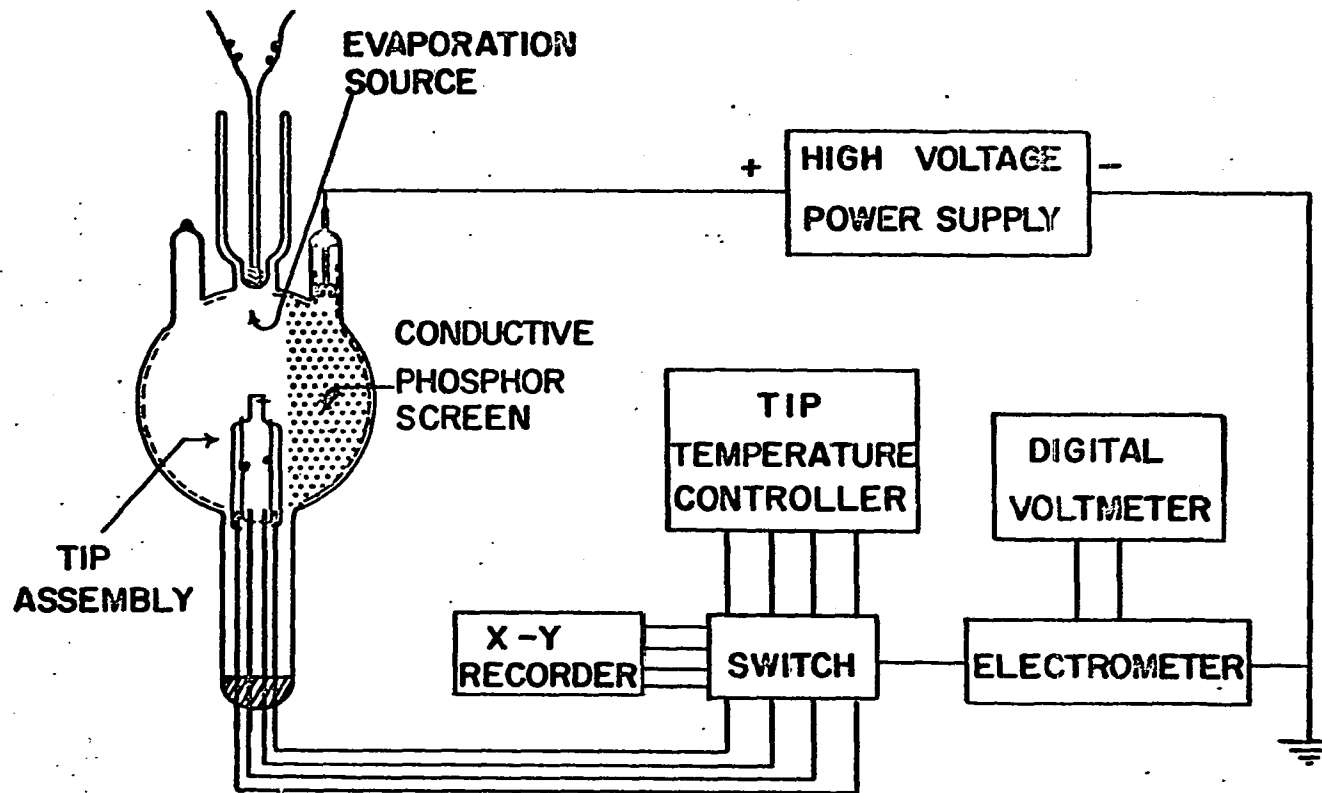 EVAPORATION
SOURCE
+
HIGH VOLTAGE
-
POWER SUPPLY
CONDUCTIVE
PHOSPHOR
SCREEN
TIP
TEMPERATURE
CONTROLLER
DIGITAL
VOLTMETER
TIP
ASSEMBLY
X-Y
RECORDER
SWITCH
ELECTROMETER